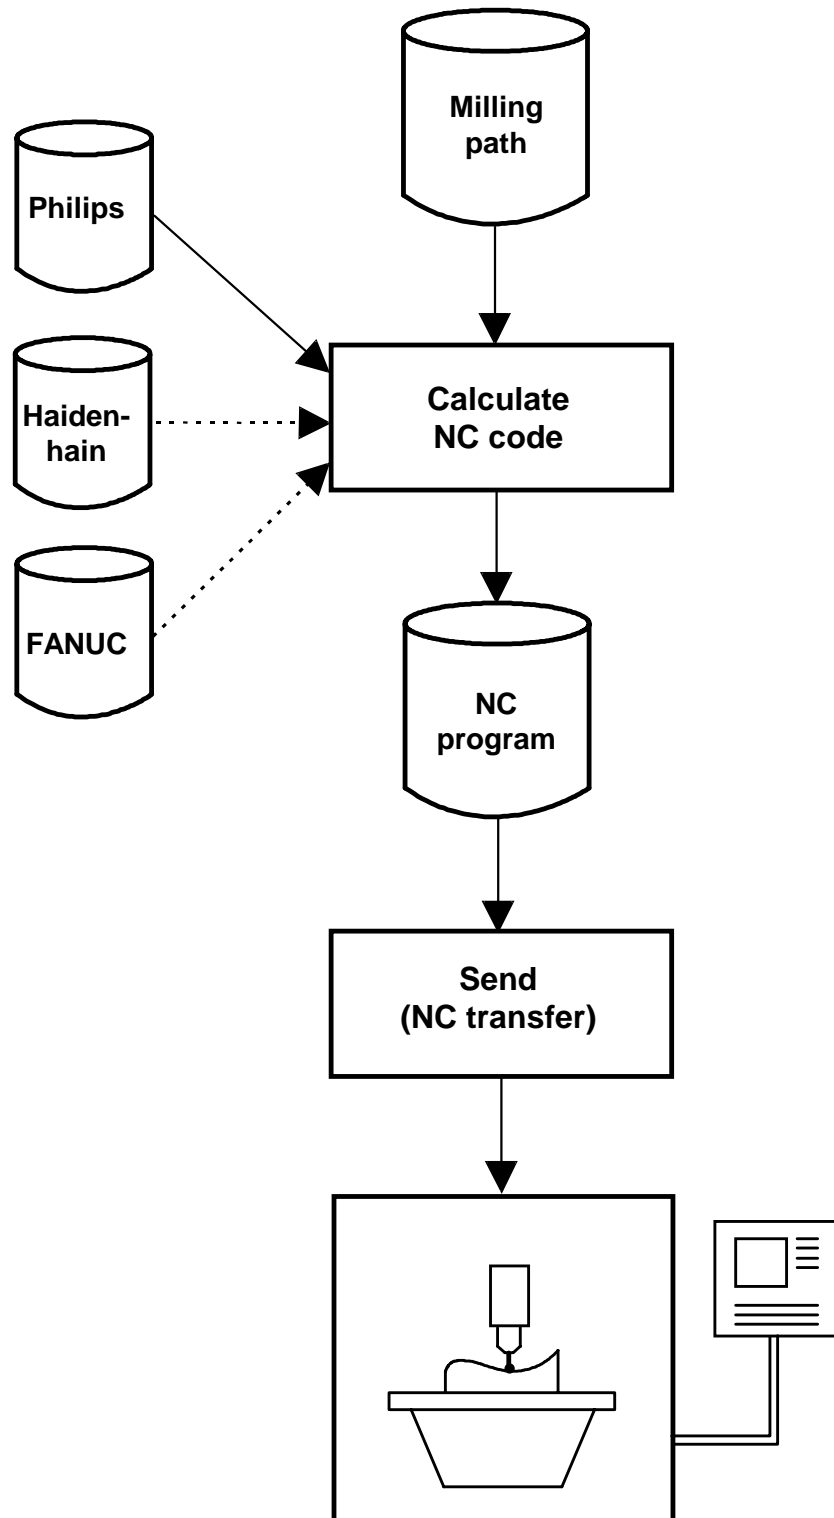 Milling
path
Philips
Haiden-
hain
FANUC
Calculate
NC code
NC
program
Send
(NC transfer)